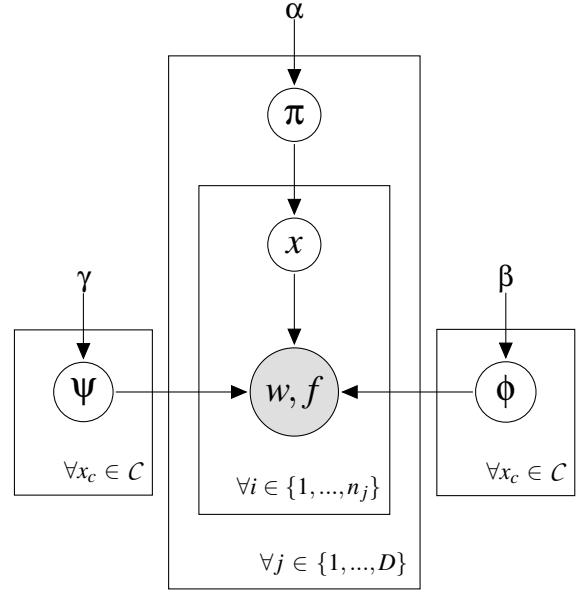 α
π
x
γ
β
ψ
w, f
ϕ
∀x_c ∈ C
∀i ∈ {1,...,n_j}
∀x_c ∈ C
∀j ∈ {1,...,D}